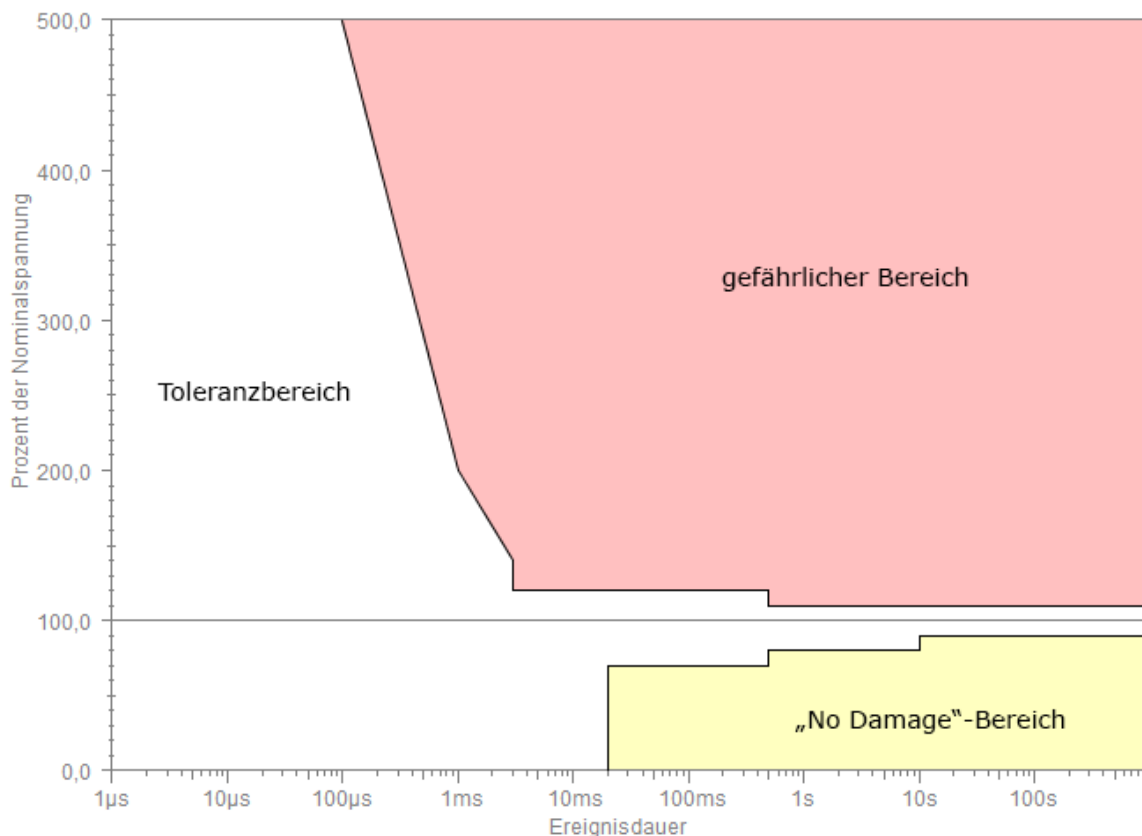 500,0
400,0
300,0
200,0
100,0
0,0
Prozent der Nominalspannung
gefährlicher Bereich
Toleranzbereich
„No Damage“-Bereich
1µs 10µs 100µs 1ms 10ms 100ms 1s 10s 100s
Ereignisdauer